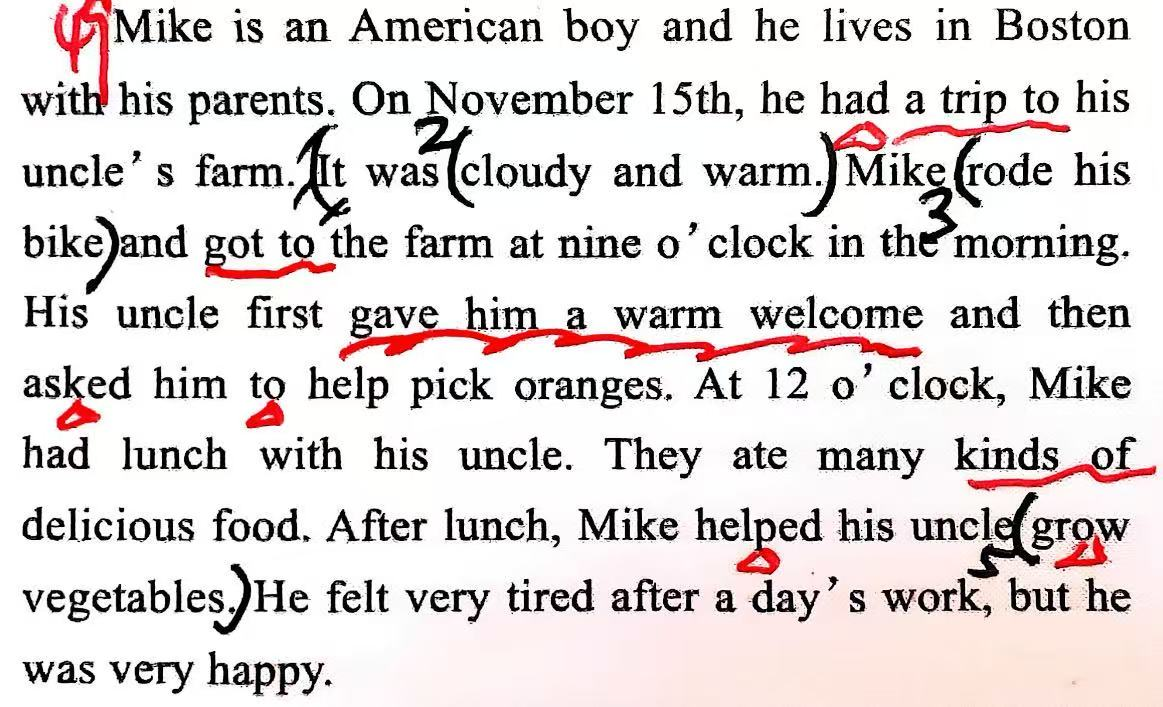 Mike is an American boy and he lives in Boston
with his parents. On November 15th, he had a trip to his
uncle's farm. It was 2 cloudy and warm. Mike rode his
bike and got to the farm at nine o'clock in the 3 morning.
His uncle first gave him a warm welcome and then
asked him to help pick oranges. At 12 o'clock, Mike
had lunch with his uncle. They ate many kinds of
delicious food. After lunch, Mike helped his uncle grow
vegetables. He felt very tired after a day's work, 5 but he
was very happy.